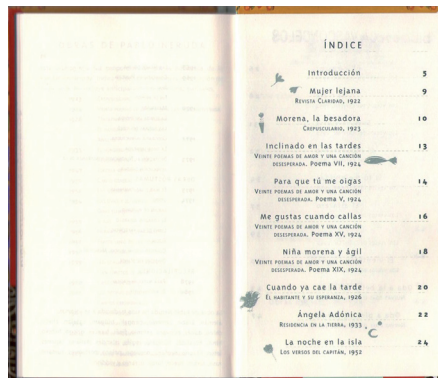 ÍNDICE
Introducción 5
Mujer lejana 9
Revista Claridad, 1922
Morena, la besadora 10
Crepusculario, 1923
Inclinado en las tardes 13
Veinte poemas de amor y una canción
desesperada. Poema VII, 1924
Para que tú me oigas 14
Veinte poemas de amor y una canción
desesperada. Poema V, 1924
Me gustas cuando callas 16
Veinte poemas de amor y una canción
desesperada. Poema XV, 1924
Niña morena y ágil 18
Veinte poemas de amor y una canción
desesperada. Poema XIX, 1924
Cuando ya cae la tarde 20
El habitante y su esperanza, 1926
Ángela Adónica 22
Residencia en la tierra, 1933
La noche en la isla 24
Los versos del capitán, 1952